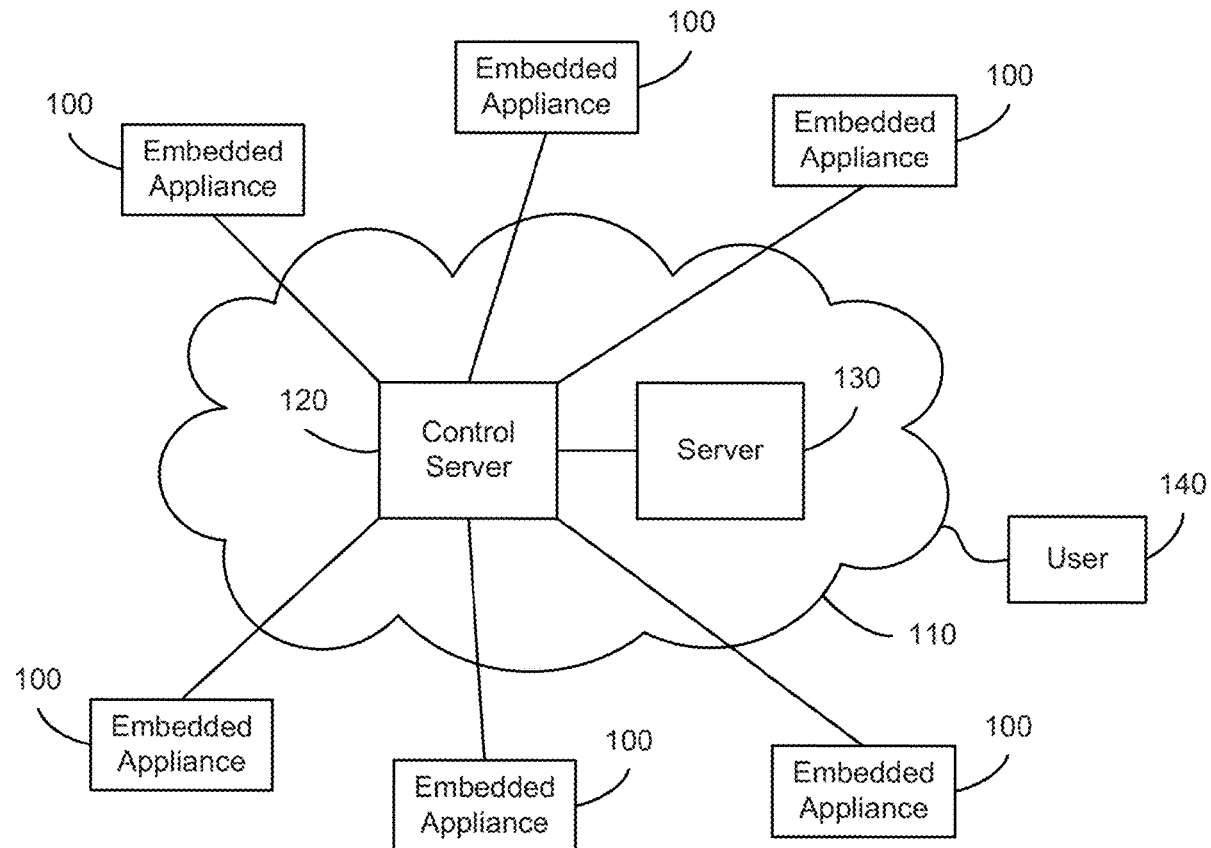 100
Embedded
Appliance
100
Embedded
Appliance
100
Embedded
Appliance
120
Control
Server
130
Server
140
User
110
100
Embedded
Appliance
100
Embedded
Appliance
100
Embedded
Appliance